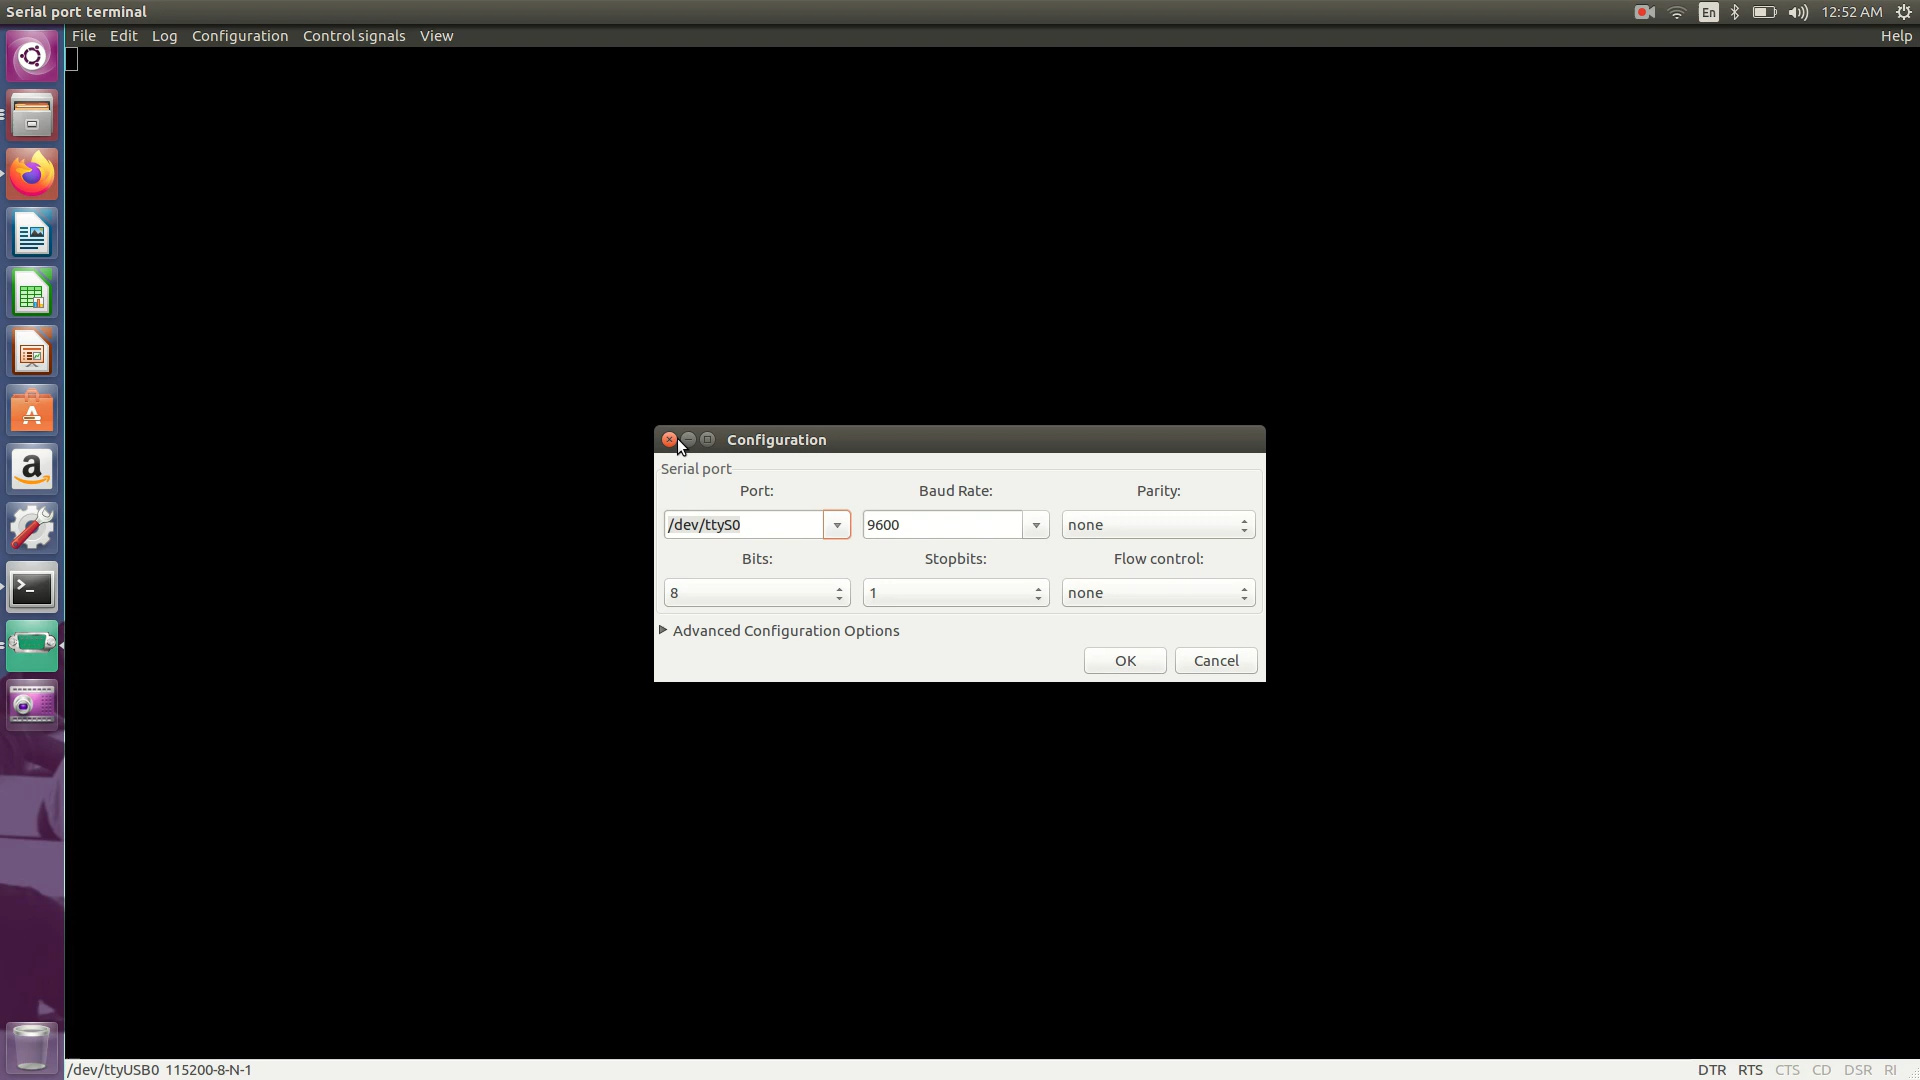 Serial port terminal
En
12:52 AM
File Edit Log Configuration Control signals View Help
Configuration
Serial port
Port: Baud Rate: Parity:
/dev/ttyS0 9600 none
Bits: Stopbits: Flow control:
8 1 none
Advanced Configuration Options
OK Cancel
/dev/ttyUSB0 115200-8-N-1
DTR RTS CTS CD DSR RI